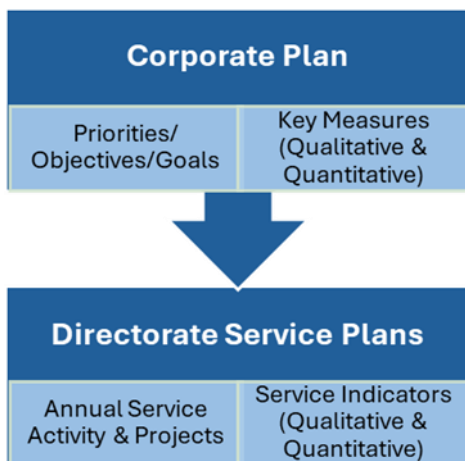 Corporate Plan
Priorities/
Objectives/Goals
Key Measures
(Qualitative &
Quantitative)
Directorate Service Plans
Annual Service
Activity & Projects
Service Indicators
(Qualitative &
Quantitative)